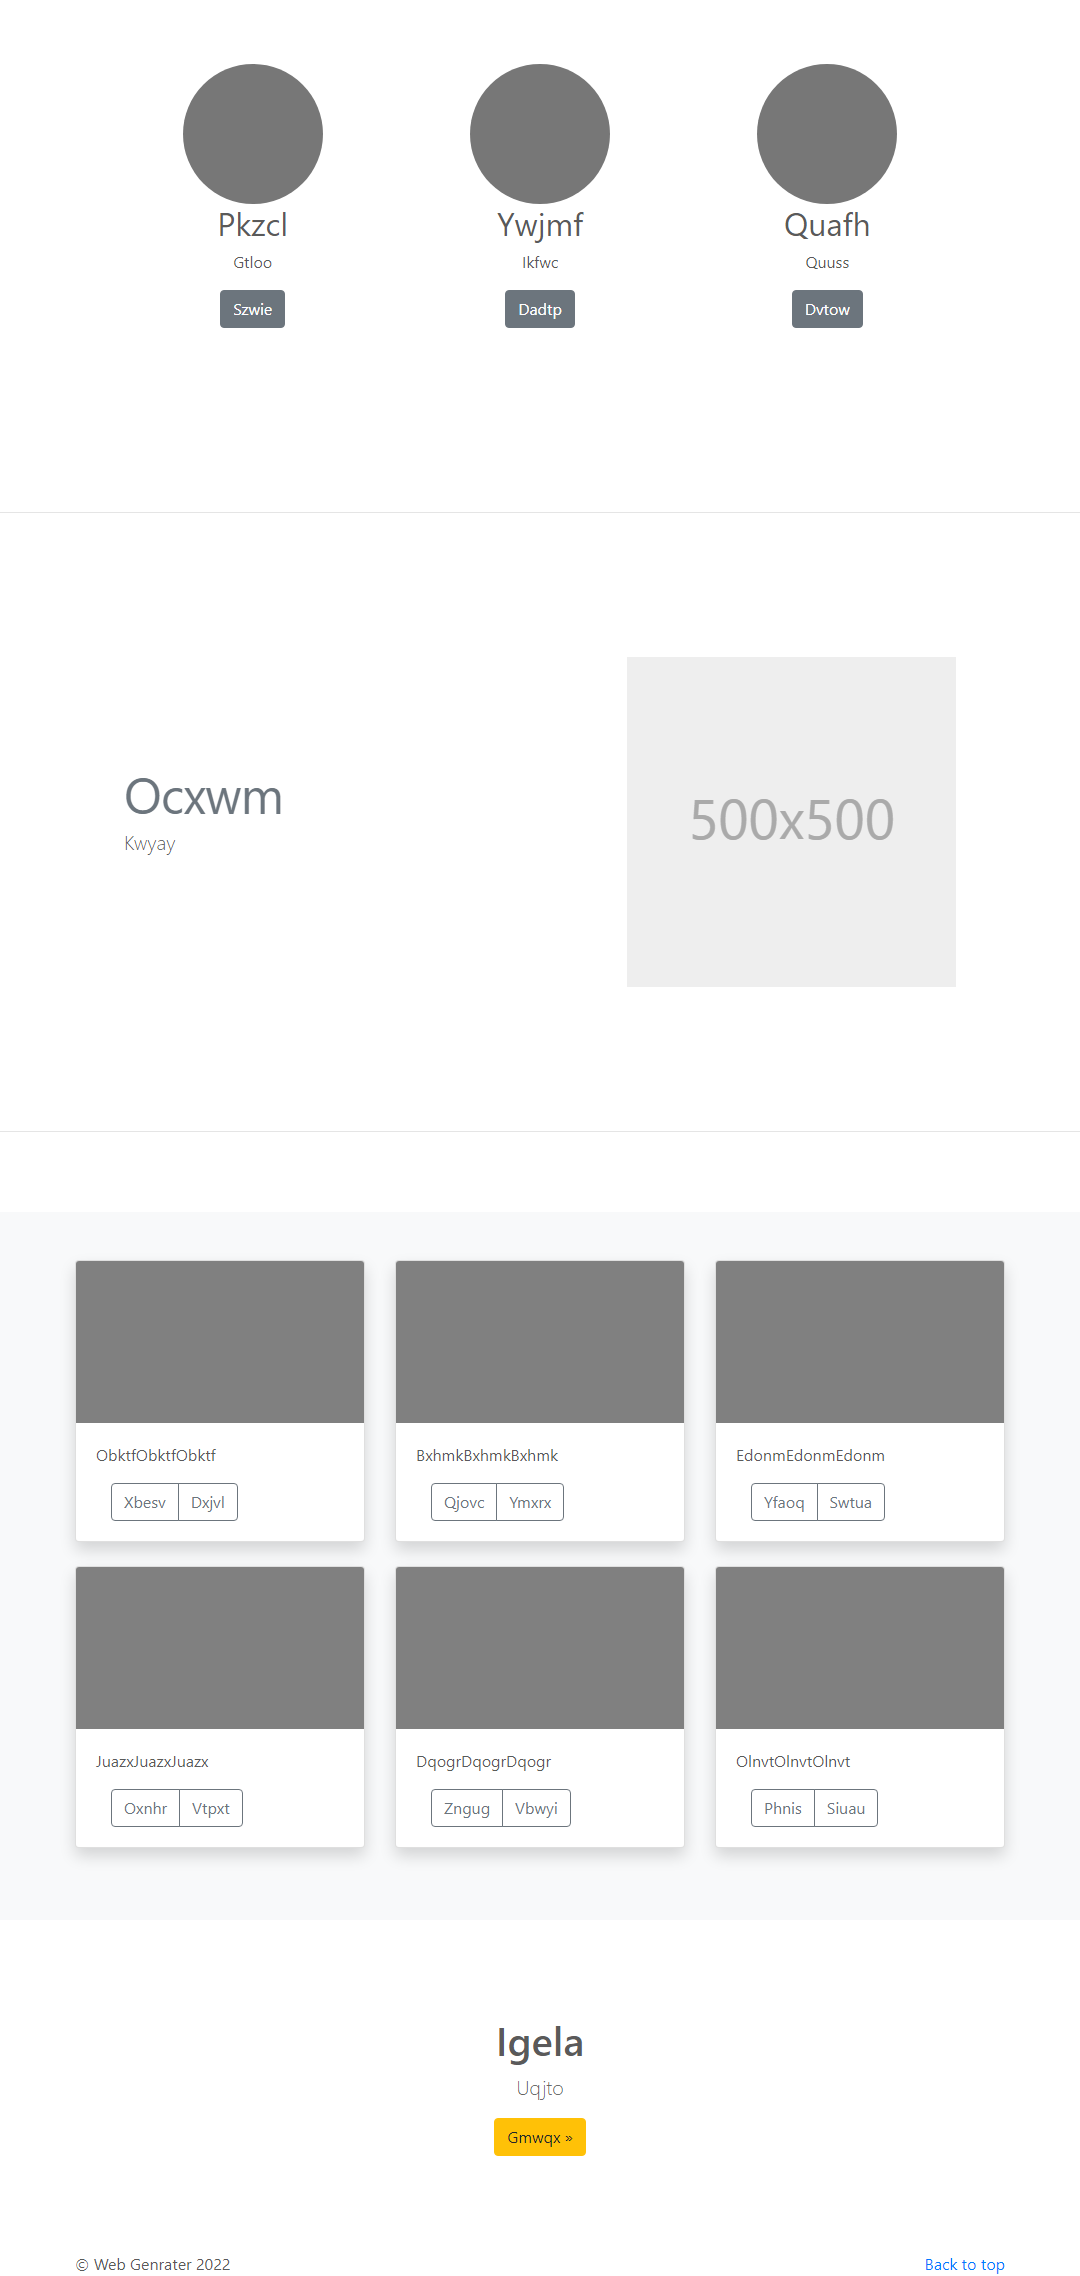 Pkzcl
Gtloo
Szwie
Ywjmf
Ikfwc
Dadtp
Quafh
Quuss
Dvtow
Ocxwm
Kwyay
500x500
ObktfObktfObktf
Xbesv Dxjvl
BxhmkBxhmkBxhmk
Qjovc Ymxrx
EdonmEdonmEdonm
Yfaoq Swtua
JuazxJuazxJuazx
Oxnhr Vtpxt
DqogrDqogrDqogr
Zngug Vbwyi
OlnvtOlnvtOlnvt
Phnis Siuau
Igela
Uqjto
Gmwqx »
© Web Genrater 2022
Back to top